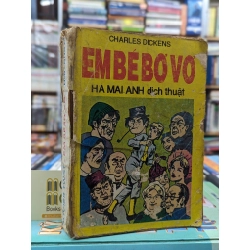 CHARLES DICKENS
EM BÉ BƠ VƠ
HÀ MAI ANH dịch thuật